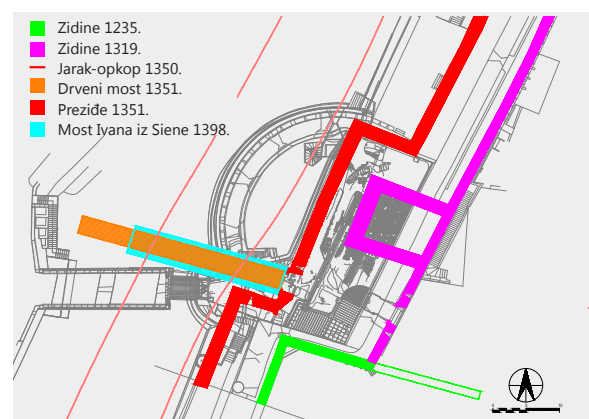 Zidine 1235.
Zidine 1319.
Jarak-opkop 1350.
Drveni most 1351.
Preziđe 1351.
Most Ivana iz Siene 1398.